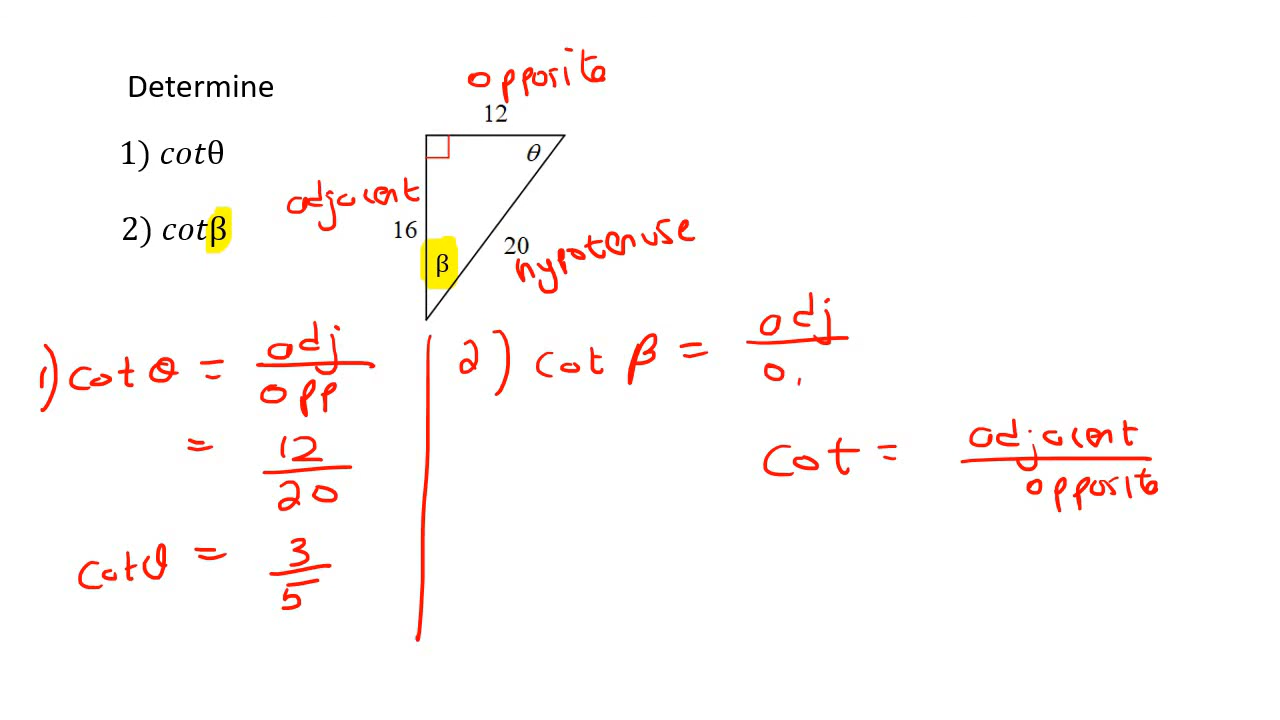 Determine
1) cotθ
2) cotβ
opposite
12
θ
adjacent
16
20
hypotenuse
β
1) cot θ = adj/opp
= 12/20
cotθ = 3/5
2) cot β = adj/o.
cot = adjacent/opposite